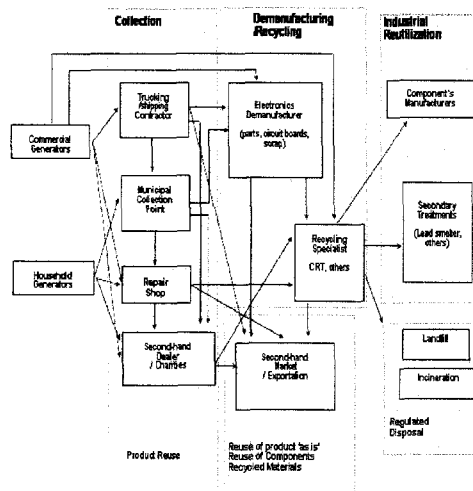 Collection
Demanufacturing
/Recycling
Industrial
Reutilization
Trucking
/shipping
Contractor
Electronics
Demanufacturer
(parts, circuit boards,
scrap)
Component's
Manufacturers
Commercial
Generators
Municipal
Collection
Point
Secondary
Treatments
(Lead smelter,
others)
Recycling
Specialist
CRT, others
Household
Generators
Repair
Shop
Second-hand
Dealer
/ Charities
Second-hand
Market
/ Exportation
Landfill
Incineration
Regulated
Disposal
Product Reuse
Reuse of product 'as is'
Reuse of Components
Recycled Materials